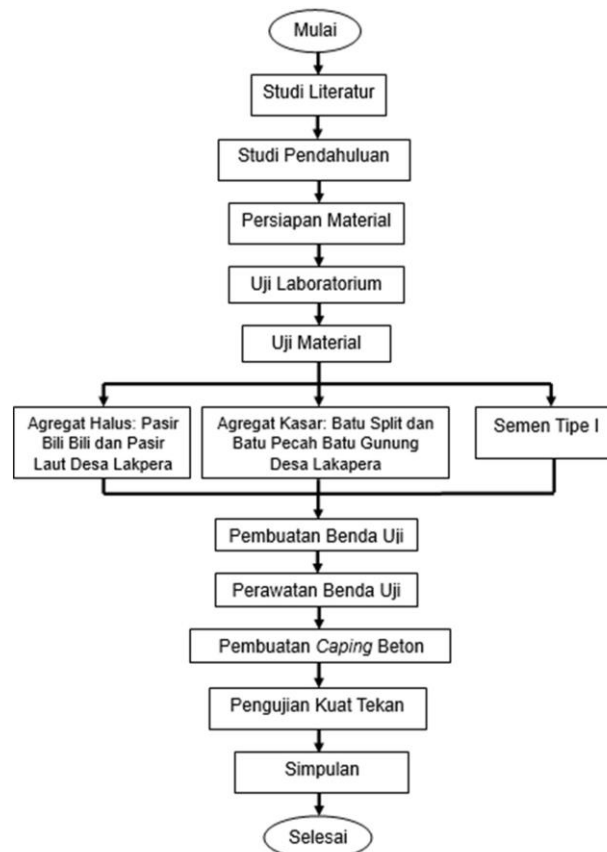 Mulai
Studi Literatur
Studi Pendahuluan
Persiapan Material
Uji Laboratorium
Uji Material
Agregat Halus: Pasir
Bili Bili dan Pasir
Laut Desa Lakpera
Agregat Kasar: Batu Split dan
Batu Pecah Batu Gunung
Desa Lakapera
Semen Tipe I
Pembuatan Benda Uji
Perawatan Benda Uji
Pembuatan Caping Beton
Pengujian Kuat Tekan
Simpulan
Selesai